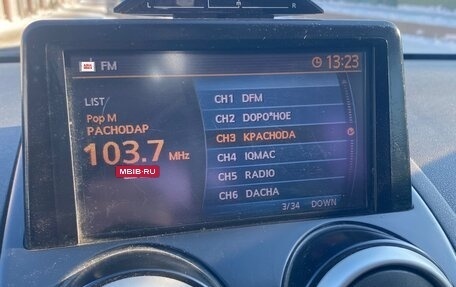 L R
FM 13:23
LIST
Pop M
PACHODAP
103.7 MHz
MBIB·RU
CH1 DFM
CH2 DOPO*HOE
CH3 KPACHODA
CH4 IQMAC
CH5 RADIO
CH6 DACHA
3/34 DOWN